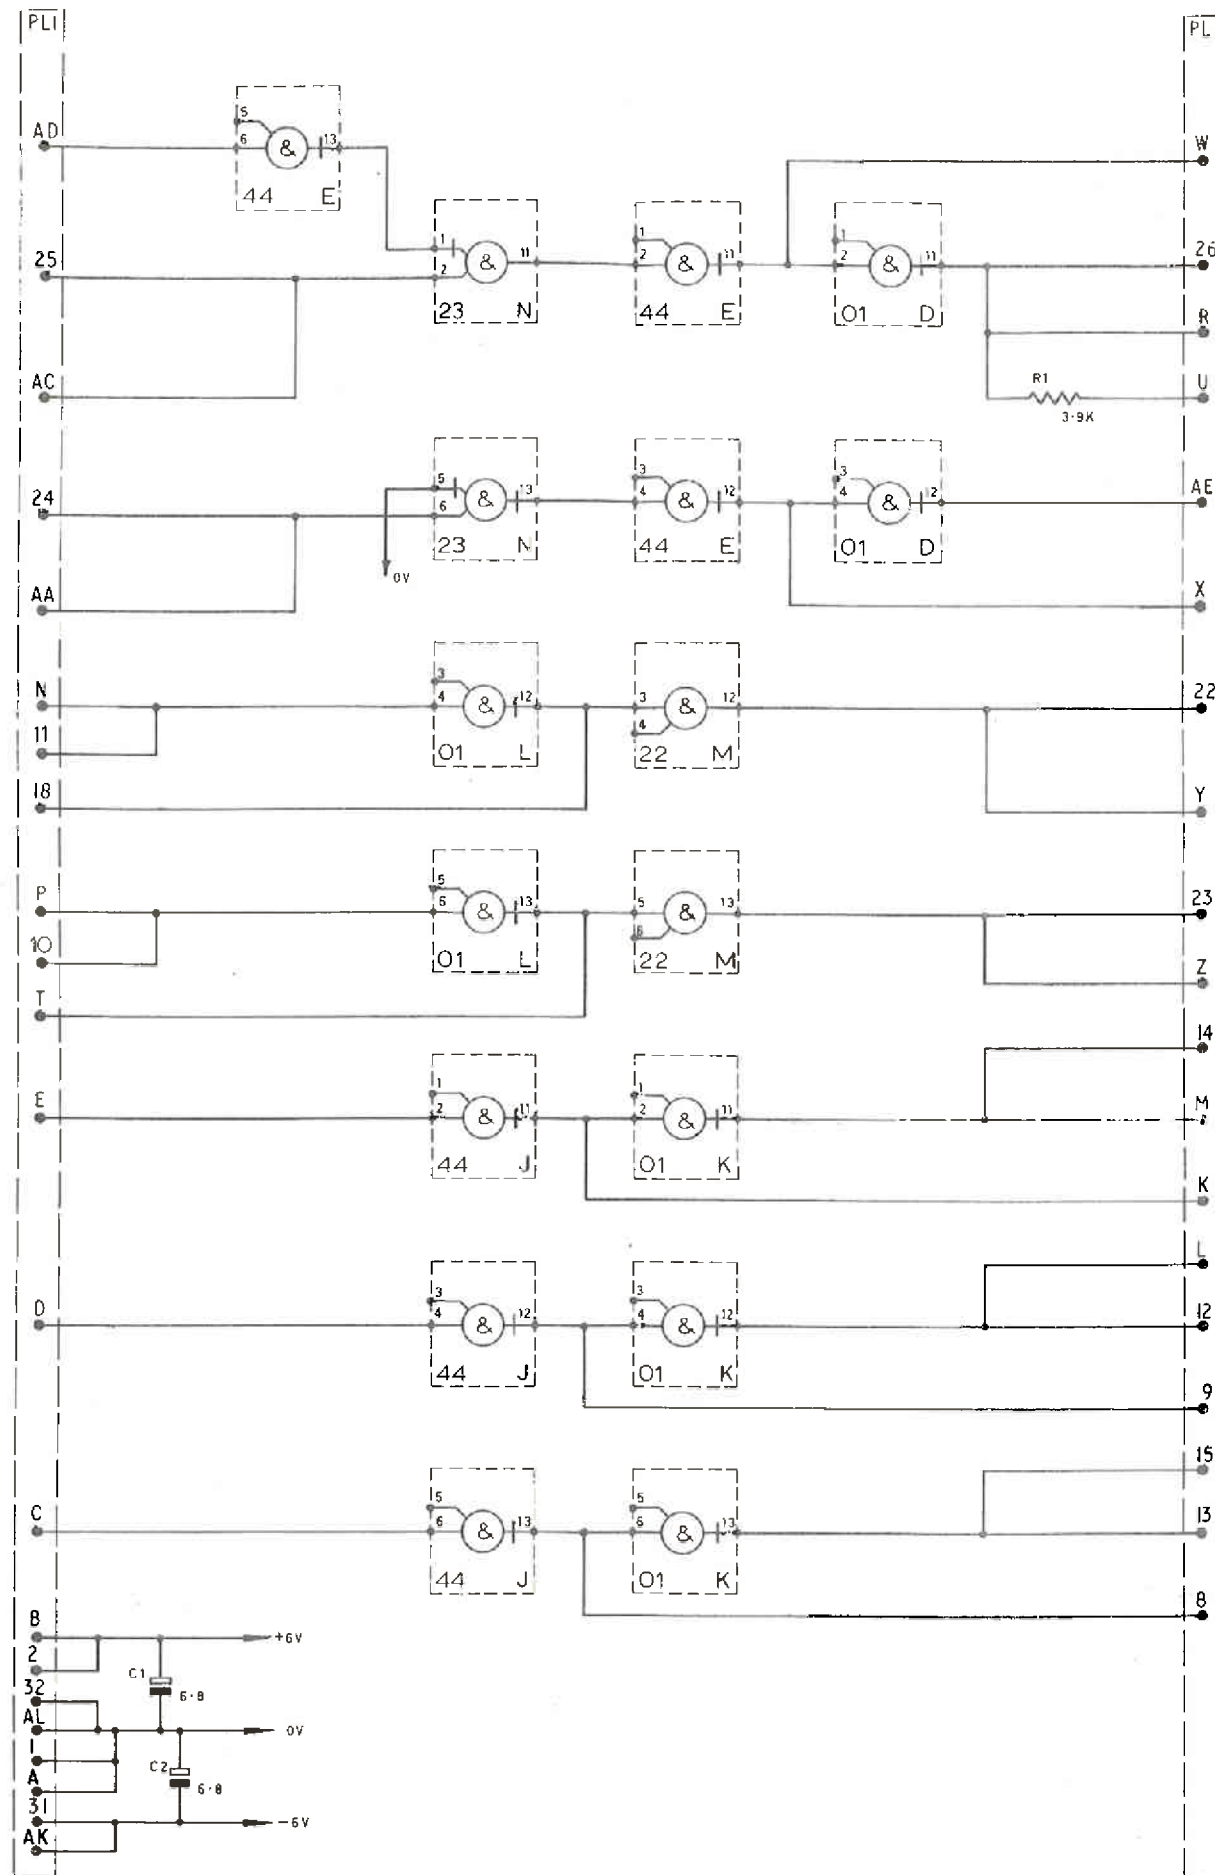 PL1 PL
AD 5 6 & 13 W
44 E
25 1 2 & 11 1 2 & 11 1 2 & 11 26
23 N 44 E 01 D
R
AC R1 U
3·9K
24 5 6 & 13 3 4 & 12 3 4 & 12 AE
23 N 44 E 01 D
0V
AA X
N 3 4 & 12 3 4 & 12 22
11 01 L 22 M
18 Y
P 5 6 & 13 5 6 & 13 23
10 01 L 22 M
T Z
14
E 1 2 & 11 1 2 & 11 M
44 J 01 K
K
L
D 3 4 & 12 3 4 & 12 12
44 J 01 K
9
15
C 5 6 & 13 5 6 & 13 13
44 J 01 K
8
B +6V
2 C1
32 6·8
AL 0V
1 C2
A 6·8
31 -6V
AK